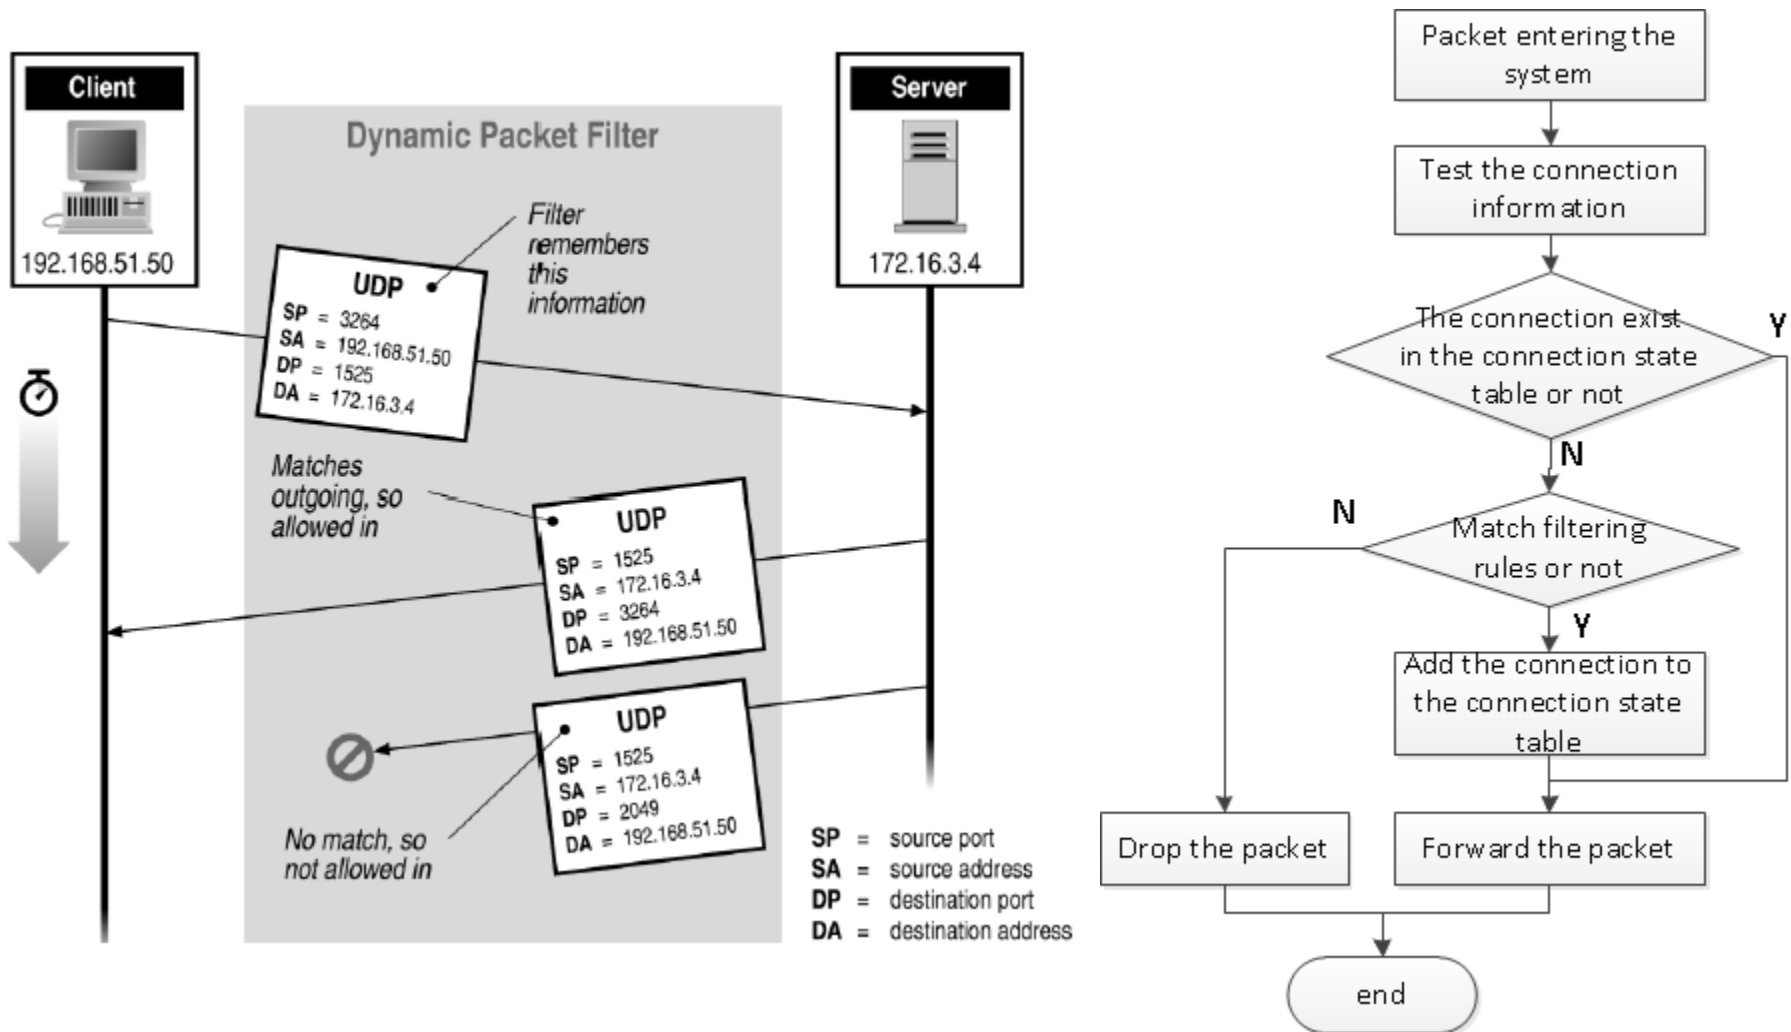 Client
192.168.51.50
Dynamic Packet Filter
Server
172.16.3.4
Filter
remembers
this
information
UDP
SP = 3264
SA = 192.168.51.50
DP = 1525
DA = 172.16.3.4
Matches
outgoing, so
allowed in
UDP
SP = 1525
SA = 172.16.3.4
DP = 3264
DA = 192.168.51.50
UDP
SP = 1525
SA = 172.16.3.4
DP = 2049
DA = 192.168.51.50
No match, so
not allowed in
SP = source port
SA = source address
DP = destination port
DA = destination address
Packet entering the
system
Test the connection
information
The connection exist
in the connection state
table or not
Y
N
Match filtering
rules or not
N
Y
Add the connection to
the connection state
table
Drop the packet
Forward the packet
end